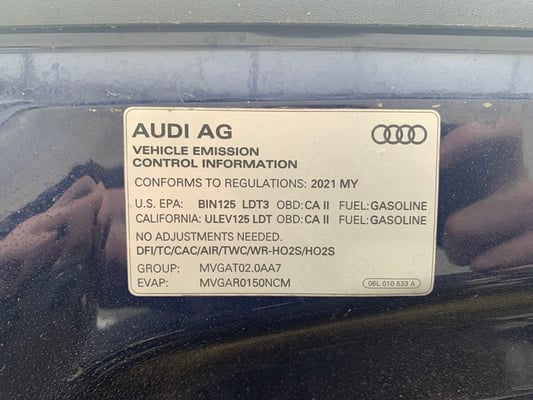 AUDI AG
VEHICLE EMISSION
CONTROL INFORMATION
CONFORMS TO REGULATIONS: 2021 MY
U.S. EPA: BIN125 LDT3 OBD: CA II FUEL: GASOLINE
CALIFORNIA: ULEV125 LDT OBD: CA II FUEL: GASOLINE
NO ADJUSTMENTS NEEDED.
DFI/TC/CAC/AIR/TWC/WR-HO2S/HO2S
GROUP: MVGAT02.0AA7
EVAP: MVGAR0150NCM
06L 010 533 A